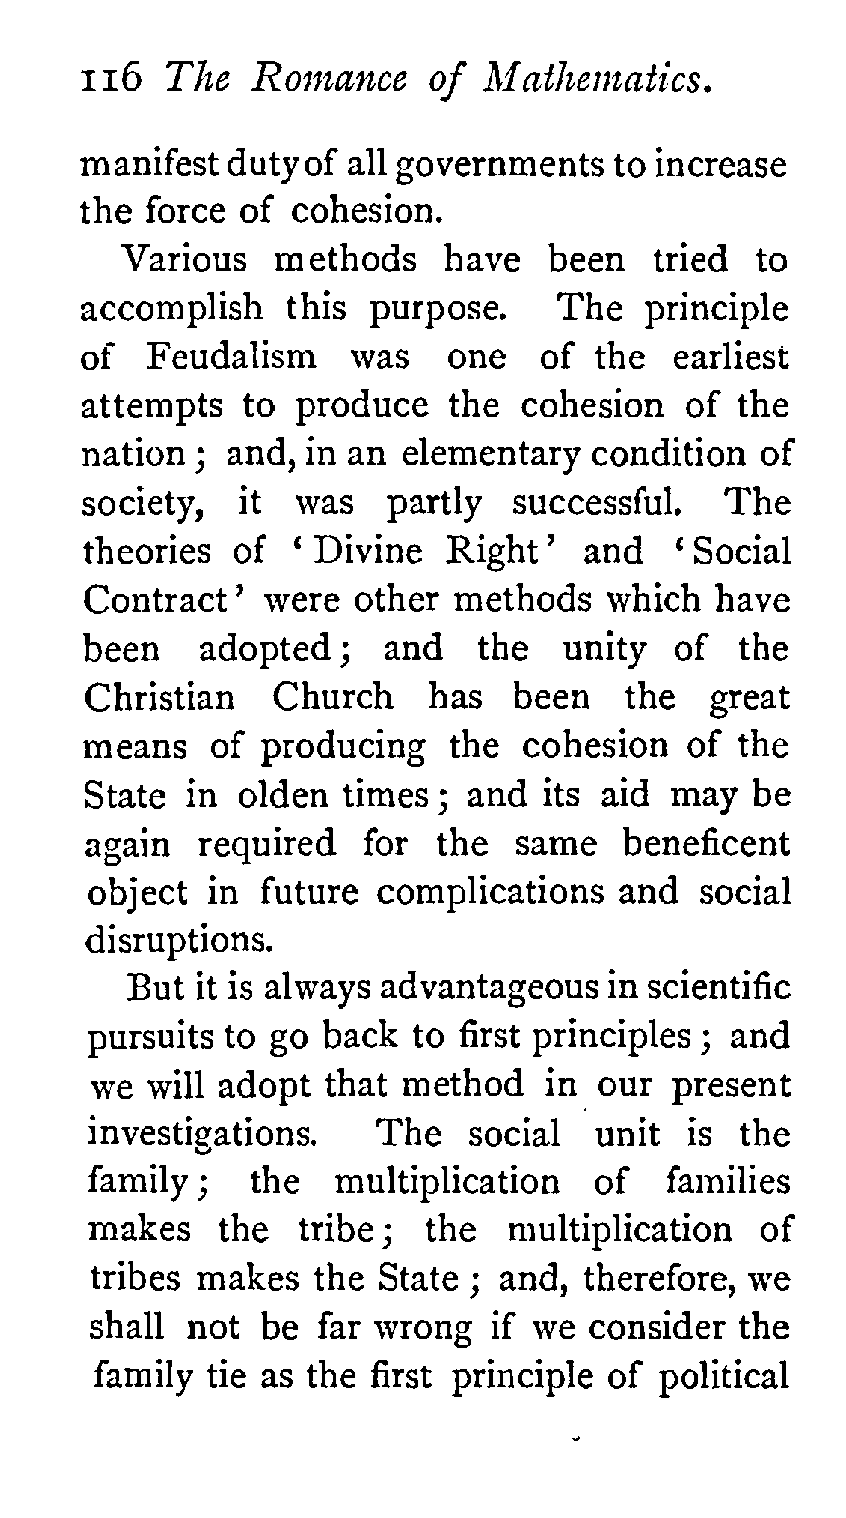 116 The Romance of Mathematics.
manifest duty of all governments to increase
the force of cohesion.
Various methods have been tried to
accomplish this purpose. The principle
of Feudalism was one of the earliest
attempts to produce the cohesion of the
nation ; and, in an elementary condition of
society, it was partly successful. The
theories of ‘ Divine Right ’ and ‘ Social
Contract ’ were other methods which have
been adopted ; and the unity of the
Christian Church has been the great
means of producing the cohesion of the
State in olden times ; and its aid may be
again required for the same beneficent
object in future complications and social
disruptions.
But it is always advantageous in scientific
pursuits to go back to first principles ; and
we will adopt that method in our present
investigations. The social unit is the
family ; the multiplication of families
makes the tribe ; the multiplication of
tribes makes the State ; and, therefore, we
shall not be far wrong if we consider the
family tie as the first principle of political